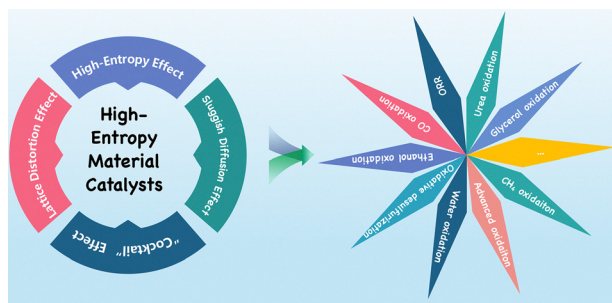 High-Entropy Effect
Lattice Distortion Effect
High-
Entropy
Material
Catalysts
Sluggish Diffusion Effect
"Cocktail" Effect
ORR
Urea oxidation
Glycerol oxidation
...
CH₄ oxidaiton
Advanced oxidaiton
Water oxidation
Oxidative desulfurization
Ethanol oxidation
CO oxidation